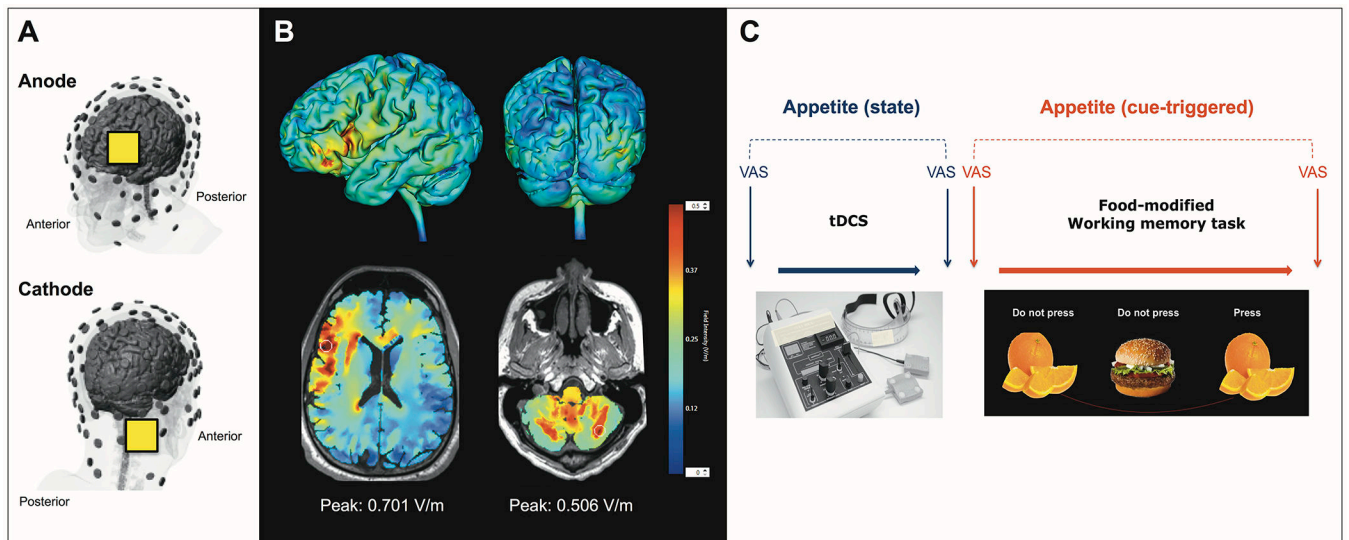 A
Anode
Posterior
Anterior
Cathode
Anterior
Posterior
B
0.5
0.37
0.25
0.12
0
Field Intensity (V/m)
Peak: 0.701 V/m
Peak: 0.506 V/m
C
Appetite (state)
Appetite (cue-triggered)
VAS
VAS
VAS
VAS
tDCS
Food-modified
Working memory task
Do not press
Do not press
Press